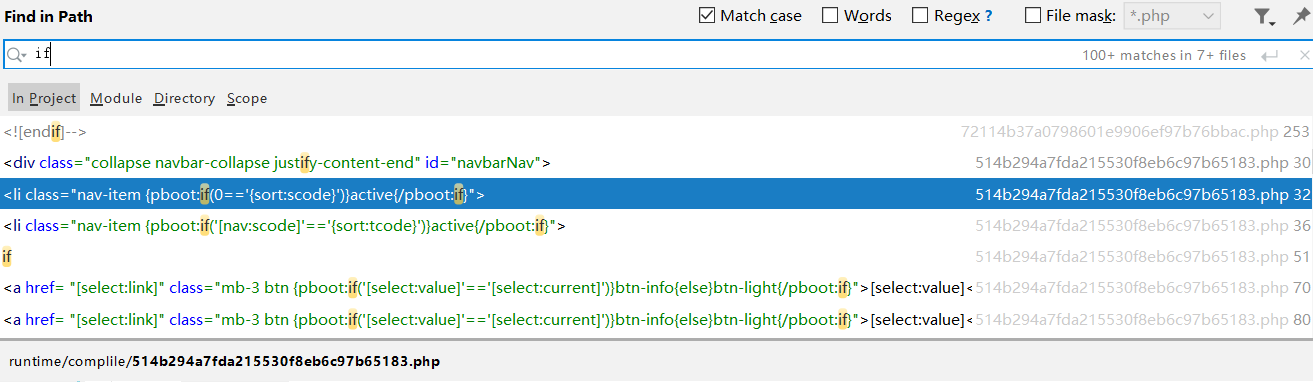 Find in Path Match case Words Regex ? File mask: *.php
if 100+ matches in 7+ files
In Project Module Directory Scope
<![endif]--> 72114b37a0798601e9906ef97b76bbac.php 253
<div class="collapse navbar-collapse justify-content-end" id="navbarNav"> 514b294a7fda215530f8eb6c97b65183.php 30
<li class="nav-item {pboot:if(0=='{sort:scode}')}active{/pboot:if}"> 514b294a7fda215530f8eb6c97b65183.php 32
<li class="nav-item {pboot:if('[nav:scode]'=='{sort:tcode}')}active{/pboot:if}"> 514b294a7fda215530f8eb6c97b65183.php 36
if 514b294a7fda215530f8eb6c97b65183.php 51
<a href= "[select:link]" class="mb-3 btn {pboot:if('[select:value]'=='[select:current]')}btn-info{else}btn-light{/pboot:if}">[select:value]< 514b294a7fda215530f8eb6c97b65183.php 70
<a href= "[select:link]" class="mb-3 btn {pboot:if('[select:value]'=='[select:current]')}btn-info{else}btn-light{/pboot:if}">[select:value]< 514b294a7fda215530f8eb6c97b65183.php 80
runtime/complile/514b294a7fda215530f8eb6c97b65183.php